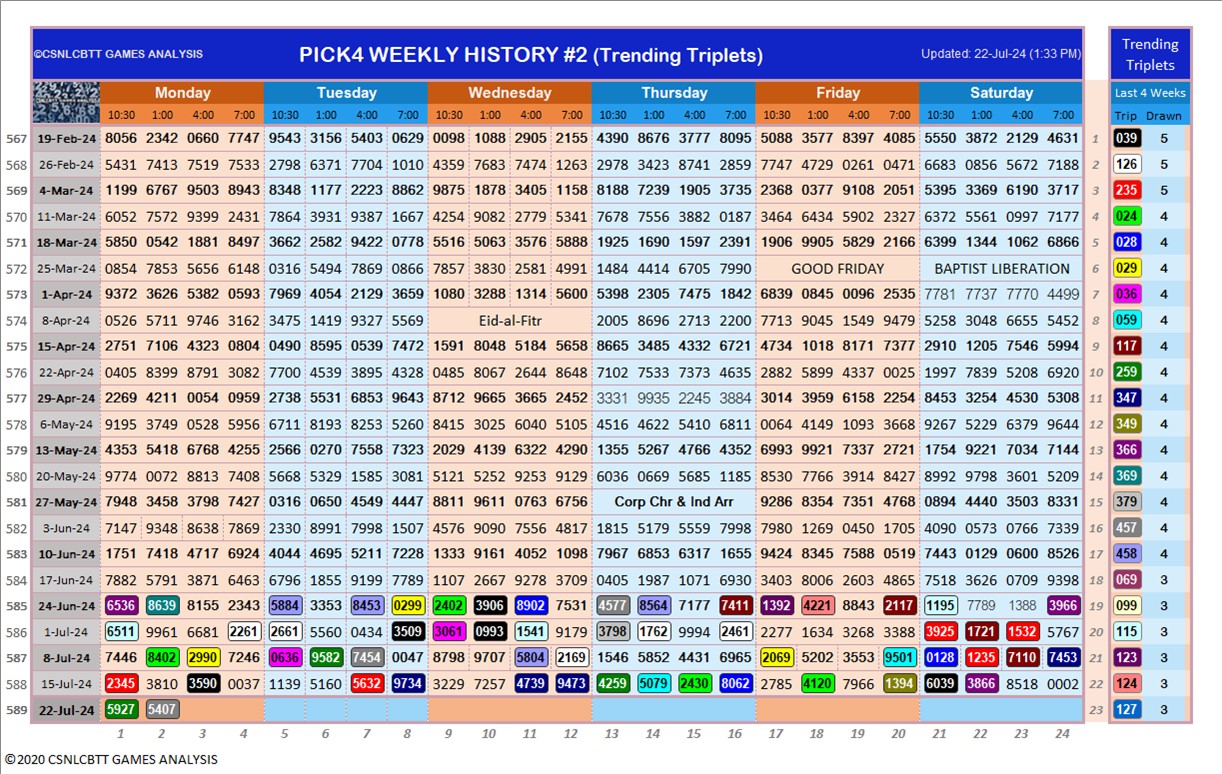 ©CSNLCBTT GAMES ANALYSIS PICK4 WEEKLY HISTORY #2 (Trending Triplets) Updated: 22-Jul-24 (1:33 PM) Trending Triplets
Monday Tuesday Wednesday Thursday Friday Saturday Last 4 Weeks
10:30 1:00 4:00 7:00 10:30 1:00 4:00 7:00 10:30 1:00 4:00 7:00 10:30 1:00 4:00 7:00 10:30 1:00 4:00 7:00 10:30 1:00 4:00 7:00 Trip Drawn
567 19-Feb-24 8056 2342 0660 7747 9543 3156 5403 0629 0098 1088 2905 2155 4390 8676 3777 8095 5088 3577 8397 4085 5550 3872 2129 4631 1 039 5
568 26-Feb-24 5431 7413 7519 7533 2798 6371 7704 1010 4359 7683 7474 1263 2978 3423 8741 2859 7747 4729 0261 0471 6683 0856 5672 7188 2 126 5
569 4-Mar-24 1199 6767 9503 8943 8348 1177 2223 8862 9875 1878 3405 1158 8188 7239 1905 3735 2368 0377 9108 2051 5395 3369 6190 3717 3 235 5
570 11-Mar-24 6052 7572 9399 2431 7864 3931 9387 1667 4254 9082 2779 5341 7678 7556 3882 0187 3464 6434 5902 2327 6372 5561 0997 7177 4 024 4
571 18-Mar-24 5850 0542 1881 8497 3662 2582 9422 0778 5516 5063 3576 5888 1925 1690 1597 2391 1906 9905 5829 2166 6399 1344 1062 6866 5 028 4
572 25-Mar-24 0854 7853 5656 6148 0316 5494 7869 0866 7857 3830 2581 4991 1484 4414 6705 7990 GOOD FRIDAY BAPTIST LIBERATION 6 029 4
573 1-Apr-24 9372 3626 5382 0593 7969 4054 2129 3659 1080 3288 1314 5600 5398 2305 7475 1842 6839 0845 0096 2535 7781 7737 7770 4499 7 036 4
574 8-Apr-24 0526 5711 9746 3162 3475 1419 9327 5569 Eid-al-Fitr 2005 8696 2713 2200 7713 9045 1549 9479 5258 3048 6655 5452 8 059 4
575 15-Apr-24 2751 7106 4323 0804 0490 8595 0539 7472 1591 8048 5184 5658 8665 3485 4332 6721 4734 1018 8171 7377 2910 1205 7546 5994 9 117 4
576 22-Apr-24 0405 8399 8791 3082 7700 4539 3895 4328 0485 8067 2644 8648 7102 7533 7373 4635 2882 5899 4337 0025 1997 7839 5208 6920 10 259 4
577 29-Apr-24 2269 4211 0054 0959 2738 5531 6853 9643 8712 9665 3665 2452 3331 9935 2245 3884 3014 3959 6158 2254 8453 3254 4530 5308 11 347 4
578 6-May-24 9195 3749 0528 5956 6711 8193 8253 5260 8415 3025 6040 5105 4516 4622 5410 6811 0064 4149 1093 3668 9267 5229 6379 9644 12 349 4
579 13-May-24 4353 5418 6768 4255 2566 0270 7558 7323 2029 4139 6322 4290 1355 5267 4766 4352 6993 9921 7337 2721 1754 9221 7034 7144 13 366 4
580 20-May-24 9774 0072 8813 7408 5668 5329 1585 3081 8121 5252 9253 9129 6036 0669 5685 1185 8530 7766 3914 8427 8992 9798 3601 5209 14 369 4
581 27-May-24 7948 3458 3798 7427 0316 0650 4549 4447 9811 9611 0763 6756 Corp Chr & Ind Arr 9286 8354 7351 4768 0894 4440 3503 8331 15 379 4
582 3-Jun-24 7147 9348 8638 7869 2330 8991 7998 1507 4576 9090 7556 4817 1815 5179 5559 7998 7980 1269 0450 1705 4090 0573 0766 7339 16 457 4
583 10-Jun-24 1751 7418 4717 6924 4044 4695 5211 7228 1333 9161 4052 1098 7967 6853 6317 1655 9424 8345 7588 0519 7443 0129 0600 8526 17 458 4
584 17-Jun-24 7882 5791 3871 6463 6796 1855 9199 7789 1107 2667 9278 3709 0405 1987 1071 6930 3403 8006 2603 4865 7518 3626 0709 9398 18 069 3
585 24-Jun-24 6536 8639 8155 2343 5884 3353 8453 0299 2402 3906 8902 7531 4577 8564 7177 7411 1392 4221 8843 2117 1195 7789 1388 3966 19 099 3
586 1-Jul-24 6511 9961 6681 2261 2661 5560 0434 3509 3061 0993 1541 9179 3798 1762 9994 2461 2277 1634 3268 3388 3925 1721 1532 5767 20 115 3
587 8-Jul-24 7446 8402 2990 7246 0636 9582 7454 0047 8798 9707 5804 2169 1546 5852 4431 6965 2069 5202 3553 9501 0128 1235 7110 7453 21 123 3
588 15-Jul-24 2345 3810 3590 0037 1139 5160 5632 9734 3229 7257 4739 9473 4259 5079 2430 8062 2785 4120 7966 1394 6039 3866 8518 0002 22 124 3
589 22-Jul-24 5927 5407 23 127 3
1 2 3 4 5 6 7 8 9 10 11 12 13 14 15 16 17 18 19 20 21 22 23 24
©2020 CSNLCBTT GAMES ANALYSIS